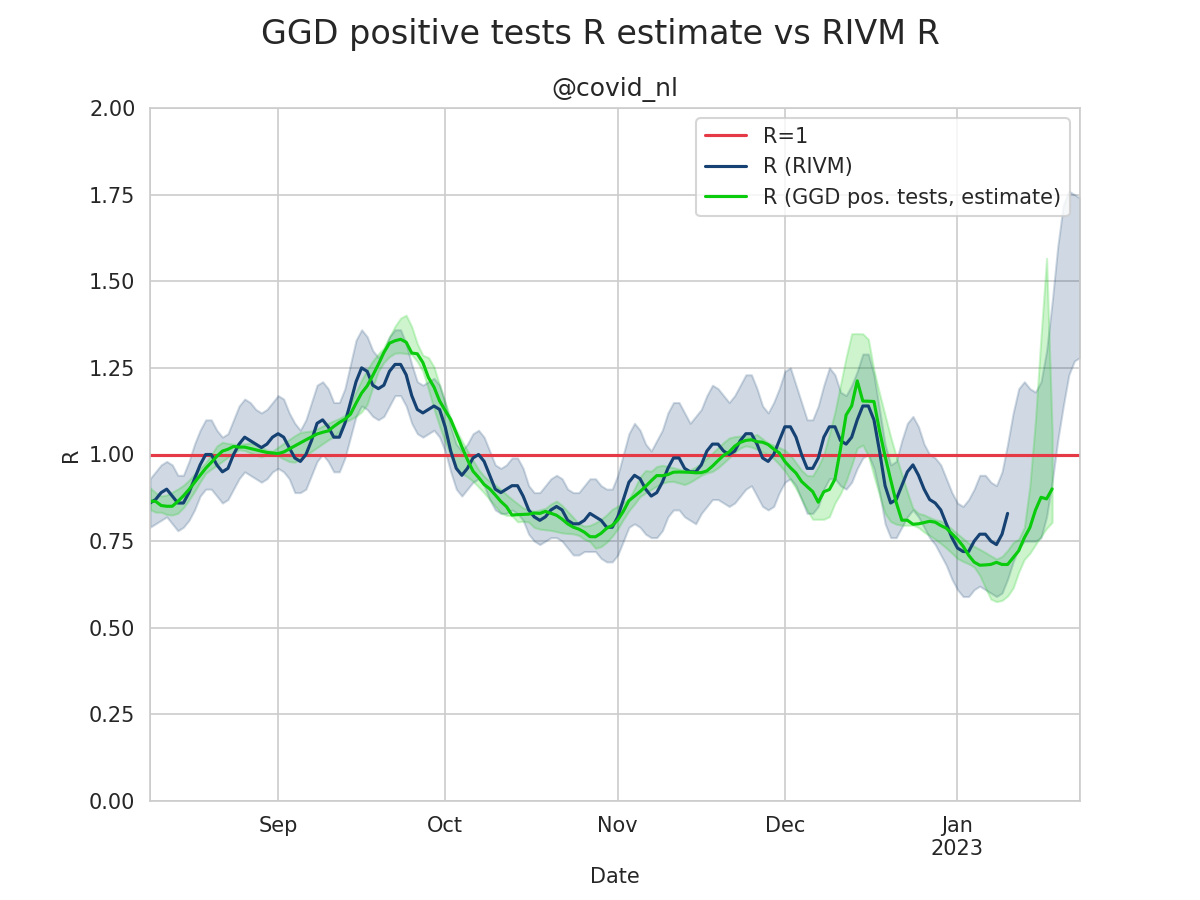 GGD positive tests R estimate vs RIVM R
@covid_nl
2.00
1.75
1.50
1.25
1.00
0.75
0.50
0.25
0.00
R
R=1
R (RIVM)
R (GGD pos. tests, estimate)
Sep
Oct
Nov
Dec
Jan
2023
Date